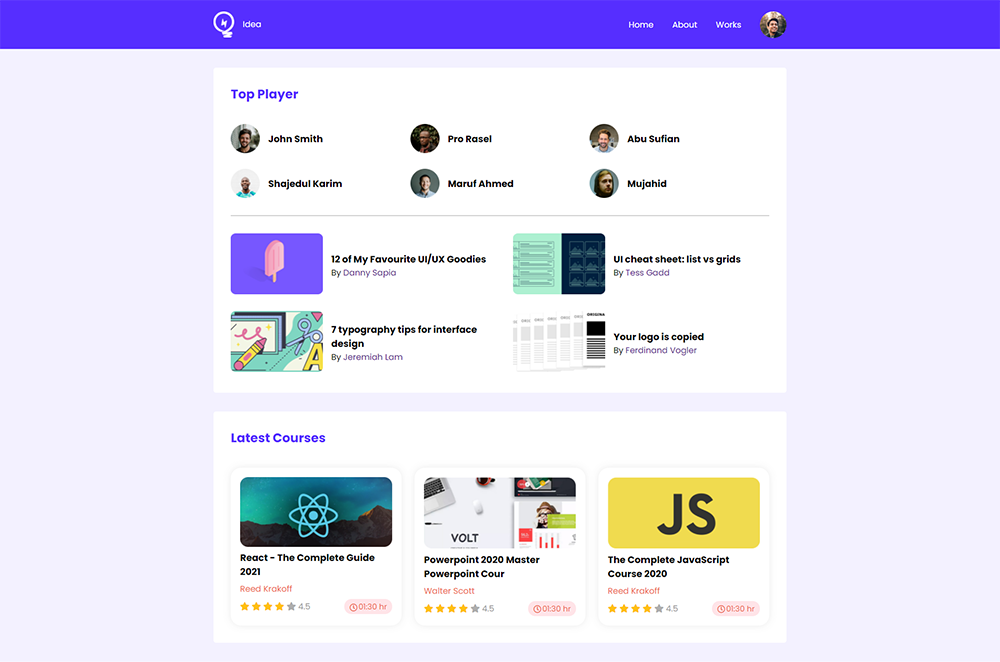 Idea
Home About Works
Top Player
John Smith
Pro Rasel
Abu Sufian
Shajedul Karim
Maruf Ahmed
Mujahid
12 of My Favourite UI/UX Goodies
By Danny Sapia
UI cheat sheet: list vs grids
By Tess Gadd
7 typography tips for interface
design
By Jeremiah Lam
ORIGINA
Your logo is copied
By Ferdinand Vogler
Latest Courses
React - The Complete Guide
2021
Reed Krakoff
4.5
01:30 hr
VOLT
Powerpoint 2020 Master
Powerpoint Cour
Walter Scott
4.5
01:30 hr
JS
The Complete JavaScript
Course 2020
Reed Krakoff
4.5
01:30 hr